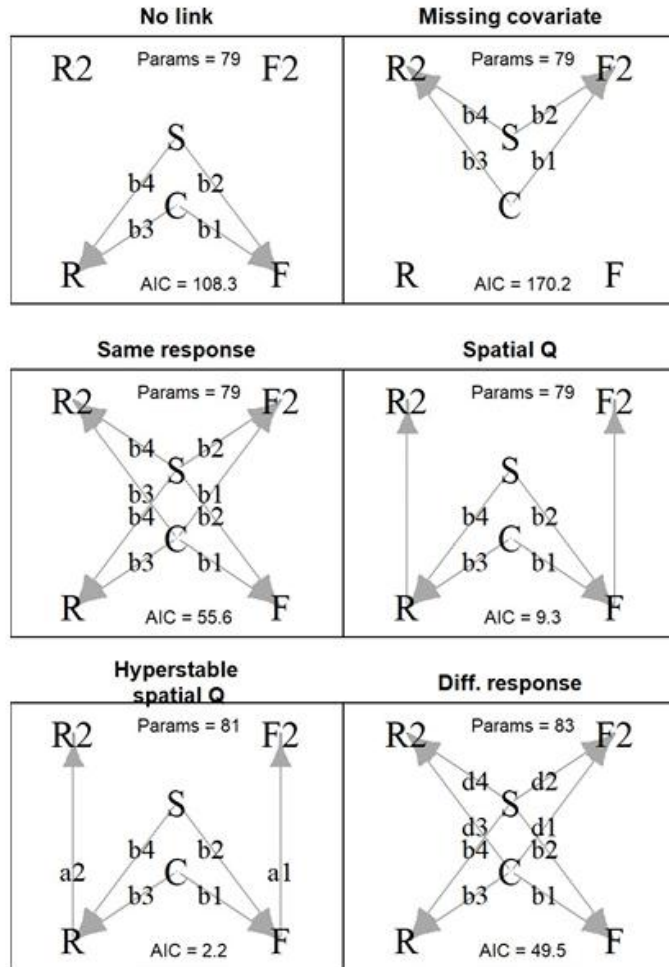 No link
Missing covariate
R2 Params = 79 F2
S
b4 b2
C
b3 b1
R F
AIC = 108.3
R2 Params = 79 F2
b4 b2
S
b3 b1
C
R F
AIC = 170.2
Same response
Spatial Q
R2 Params = 79 F2
b4 b2
S
b3 b1
b4 b2
C
b3 b1
R F
AIC = 55.6
R2 Params = 79 F2
S
b4 b2
C
b3 b1
R F
AIC = 9.3
Hyperstable
spatial Q
Diff. response
R2 Params = 81 F2
S
b4 b2
a2 C a1
b3 b1
R F
AIC = 2.2
R2 Params = 83 F2
d4 d2
S
d3 d1
b4 b2
C
b3 b1
R F
AIC = 49.5